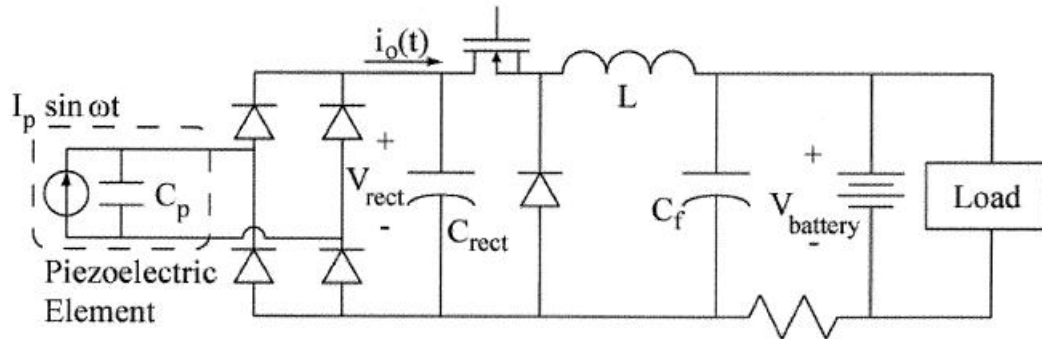 i_o(t)
I_p sin ωt
L
+
V_rect
-
C_p
C_rect
C_f
+
V_battery
-
Load
Piezoelectric
Element